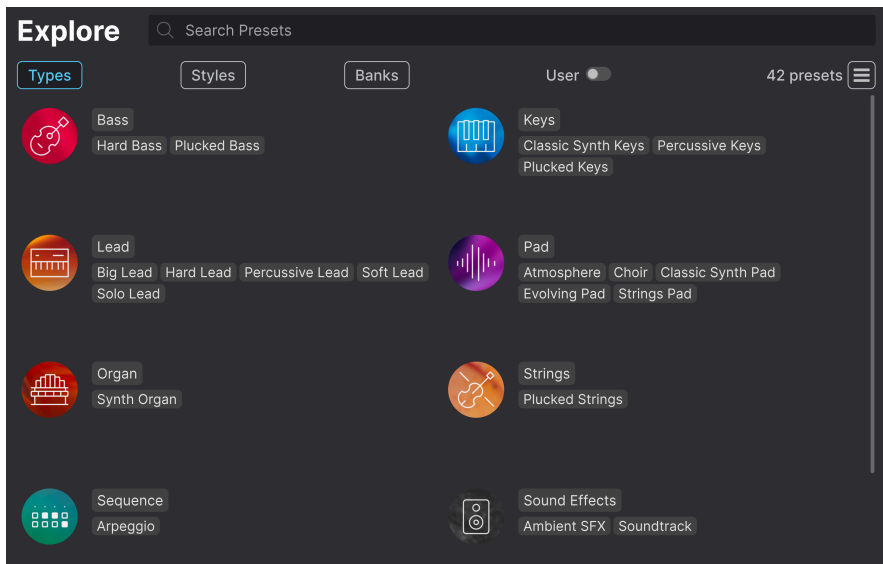 Explore
Search Presets
Types
Styles
Banks
User
42 presets
Bass
Hard Bass Plucked Bass
Keys
Classic Synth Keys Percussive Keys
Plucked Keys
Lead
Big Lead Hard Lead Percussive Lead Soft Lead
Solo Lead
Pad
Atmosphere Choir Classic Synth Pad
Evolving Pad Strings Pad
Organ
Synth Organ
Strings
Plucked Strings
Sequence
Arpeggio
Sound Effects
Ambient SFX Soundtrack